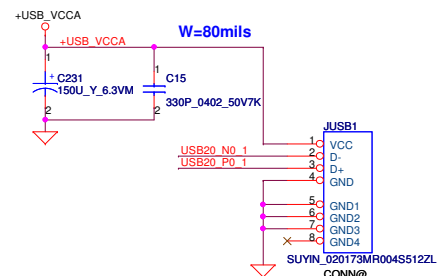 +USB_VCCA
+USB_VCCA
W=80mils
1
+
C231
150U_Y_6.3VM
2
1
C15
330P_0402_50V7K
2
JUSB1
1 VCC
USB20_N0_1 2 D-
USB20_P0_1 3 D+
4 GND
5 GND1
6 GND2
7 GND3
8 GND4
SUYIN_020173MR004S512ZL
CONN@